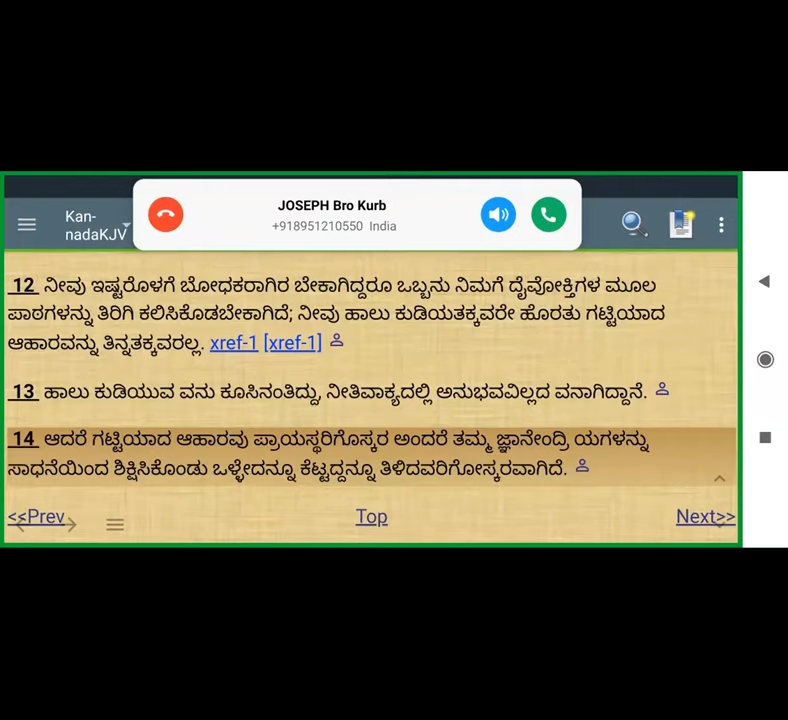 JOSEPH Bro Kurb
+918951210550 India
Kan-
nadaKJV
12 ನೀವು ಇಷ್ಟರೊಳಗೆ ಬೋಧಕರಾಗಿರ ಬೇಕಾಗಿದ್ದರೂ ಒಬ್ಬನು ನಿಮಗೆ ದೈವೋಕ್ತಿಗಳ ಮೂಲ
ಪಾಠಗಳನ್ನು ತಿರಿಗಿ ಕಲಿಸಿಕೊಡಬೇಕಾಗಿದೆ; ನೀವು ಹಾಲು ಕುಡಿಯತಕ್ಕವರೇ ಹೊರತು ಗಟ್ಟಿಯಾದ
ಆಹಾರವನ್ನು ತಿನ್ನತಕ್ಕವರಲ್ಲ. xref-1 [xref-1]
13 ಹಾಲು ಕುಡಿಯುವ ವನು ಕೂಸಿನಂತಿದ್ದು, ನೀತಿವಾಕ್ಯದಲ್ಲಿ ಅನುಭವವಿಲ್ಲದ ವನಾಗಿದ್ದಾನೆ.
14 ಆದರೆ ಗಟ್ಟಿಯಾದ ಆಹಾರವು ಪ್ರಾಯಸ್ಥರಿಗೊಸ್ಕರ ಅಂದರೆ ತಮ್ಮ ಜ್ಞಾನೇಂದ್ರಿ ಯಗಳನ್ನು
ಸಾಧನೆಯಿಂದ ಶಿಕ್ಷಿಸಿಕೊಂಡು ಒಳ್ಳೇದನ್ನೂ ಕೆಟ್ಟದ್ದನ್ನೂ ತಿಳಿದವರಿಗೋಸ್ಕರವಾಗಿದೆ.
<<Prev Top Next>>